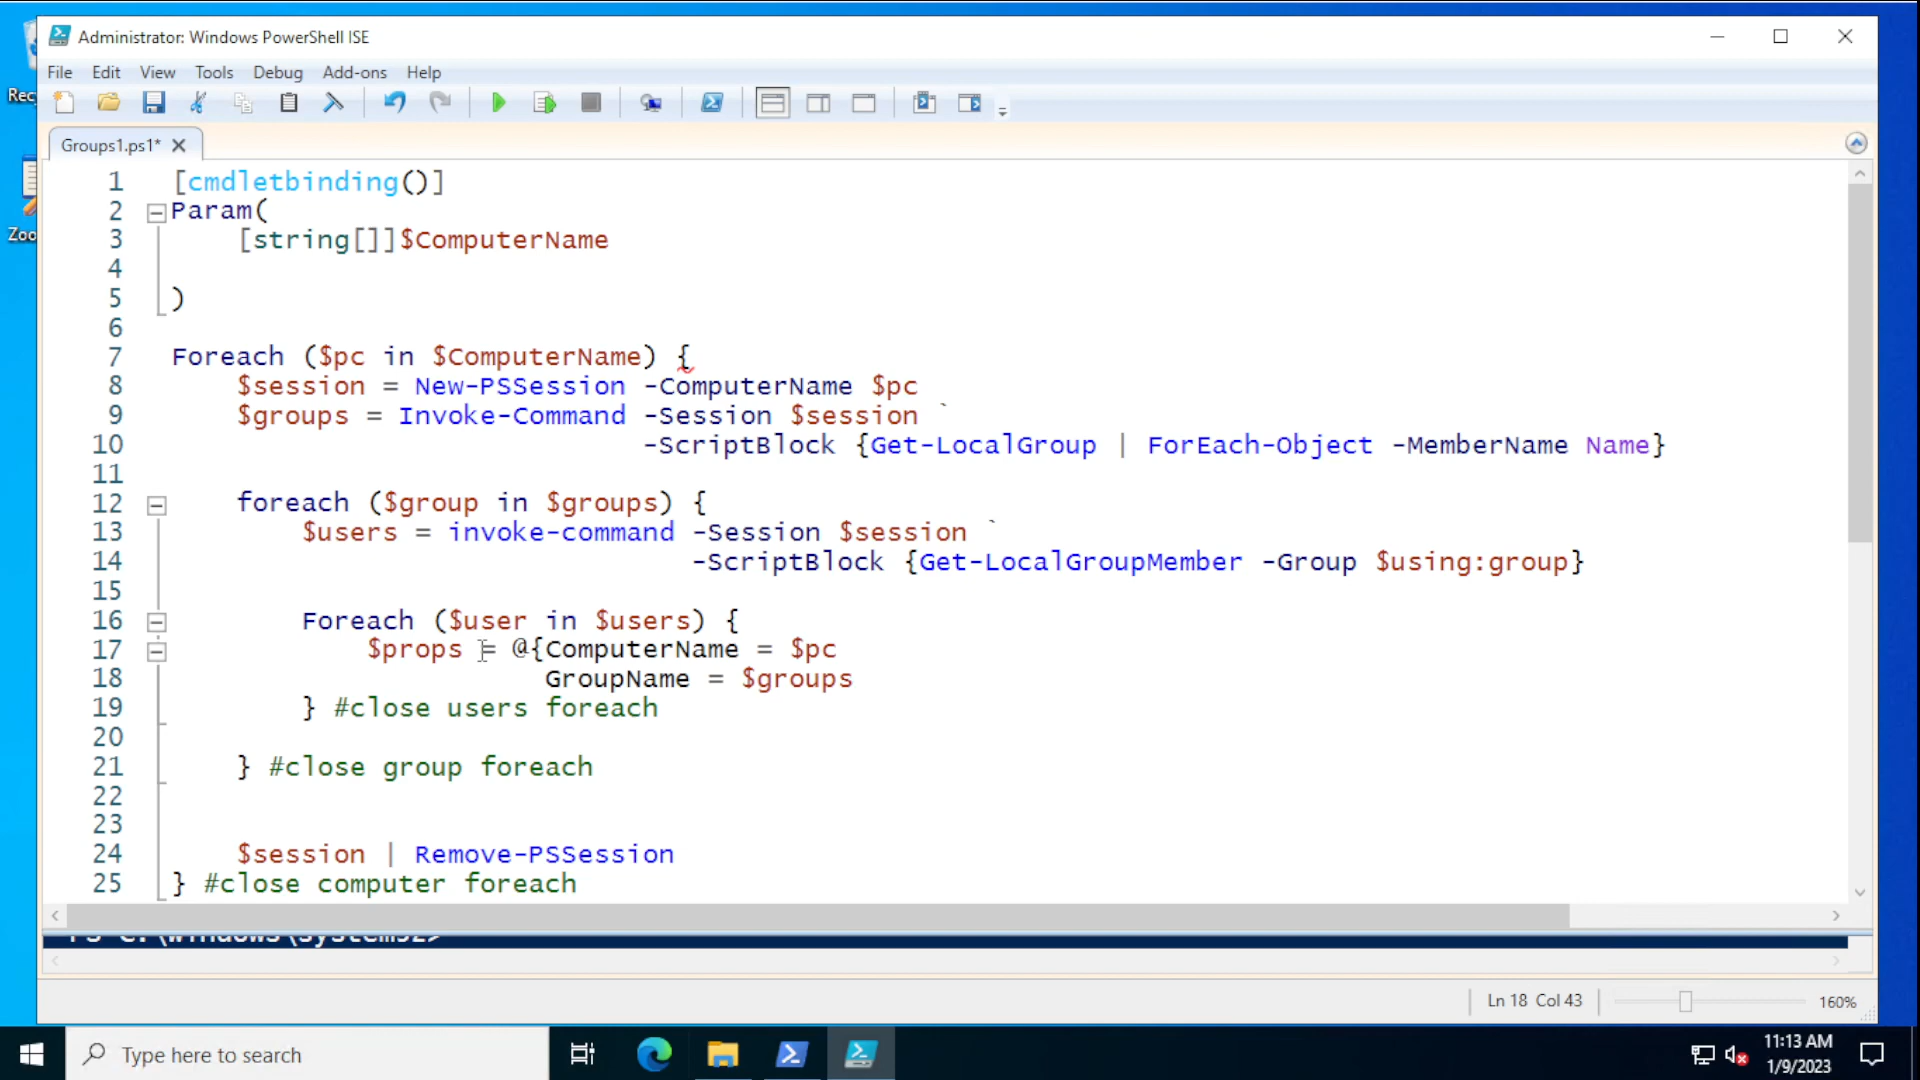 Administrator: Windows PowerShell ISE
File Edit View Tools Debug Add-ons Help
Groups1.ps1*
1 [cmdletbinding()]
2 Param(
3 [string[]]$ComputerName
4
5 )
6
7 Foreach ($pc in $ComputerName) {
8 $session = New-PSSession -ComputerName $pc
9 $groups = Invoke-Command -Session $session `
10 -ScriptBlock {Get-LocalGroup | ForEach-Object -MemberName Name}
11
12 foreach ($group in $groups) {
13 $users = invoke-command -Session $session `
14 -ScriptBlock {Get-LocalGroupMember -Group $using:group}
15
16 Foreach ($user in $users) {
17 $props = @{ComputerName = $pc
18 GroupName = $groups
19 } #close users foreach
20
21 } #close group foreach
22
23
24 $session | Remove-PSSession
25 } #close computer foreach
PS C:\Windows\system32>
Ln 18 Col 43 160%
Type here to search
11:13 AM
1/9/2023